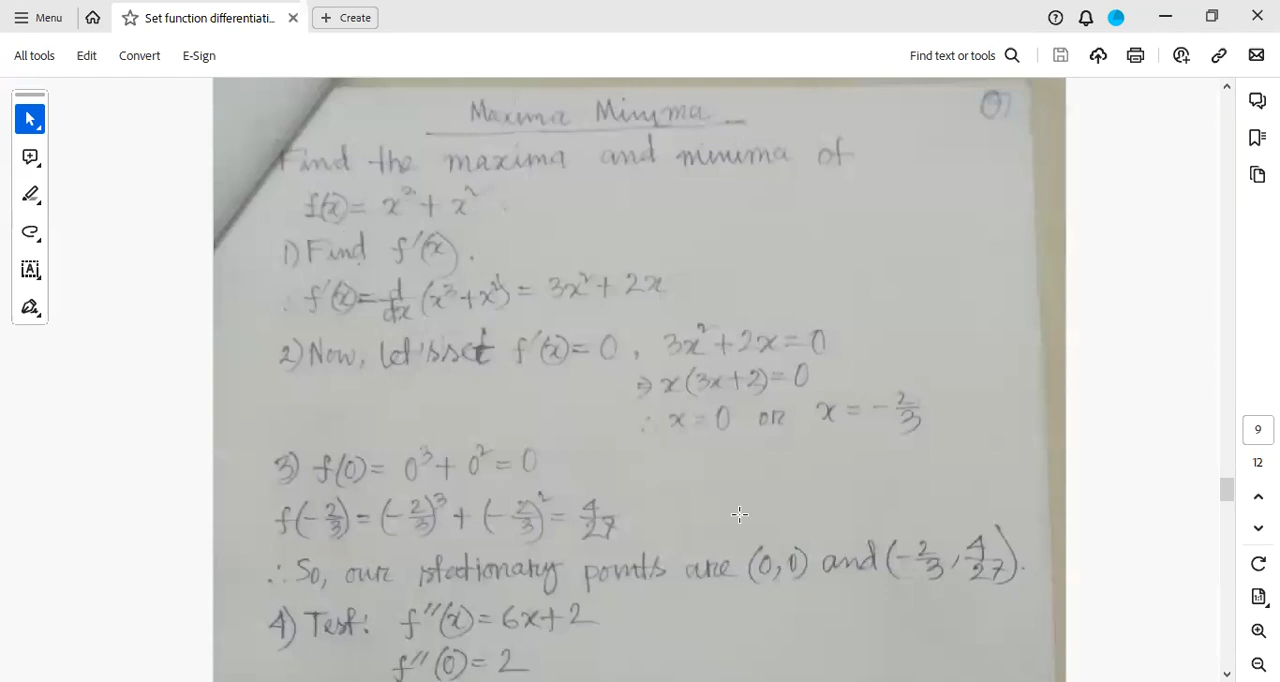 Menu
Set function differentiati...
Create
All tools
Edit
Convert
E-Sign
Find text or tools
Maxima Minima
Find the maxima and minima of
f(x) = x² + x²
1) Find f'(x).
∴ f'(x) = d/dx (x³ + x²) = 3x² + 2x
2) Now, let's set f'(x) = 0, 3x² + 2x = 0
⇒ x(3x + 2) = 0
∴ x = 0 or x = -2/3
3) f(0) = 0³ + 0² = 0
f(-2/3) = (-2/3)³ + (-2/3)² = 4/27
∴ So, our stationary points are (0,0) and (-2/3, 4/27).
4) Test: f''(x) = 6x + 2
f''(0) = 2
9
12